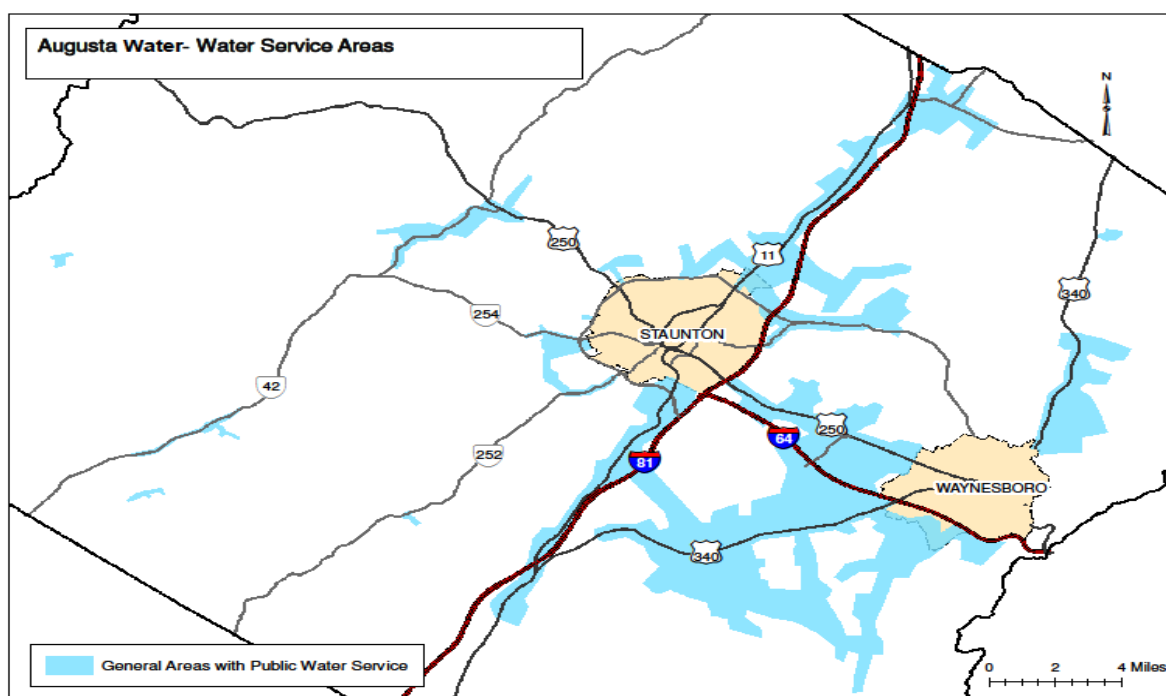 Augusta Water- Water Service Areas
N
250
11
340
STAUNTON
254
42
250
64
252
81
WAYNESBORO
340
General Areas with Public Water Service
0 2 4 Miles